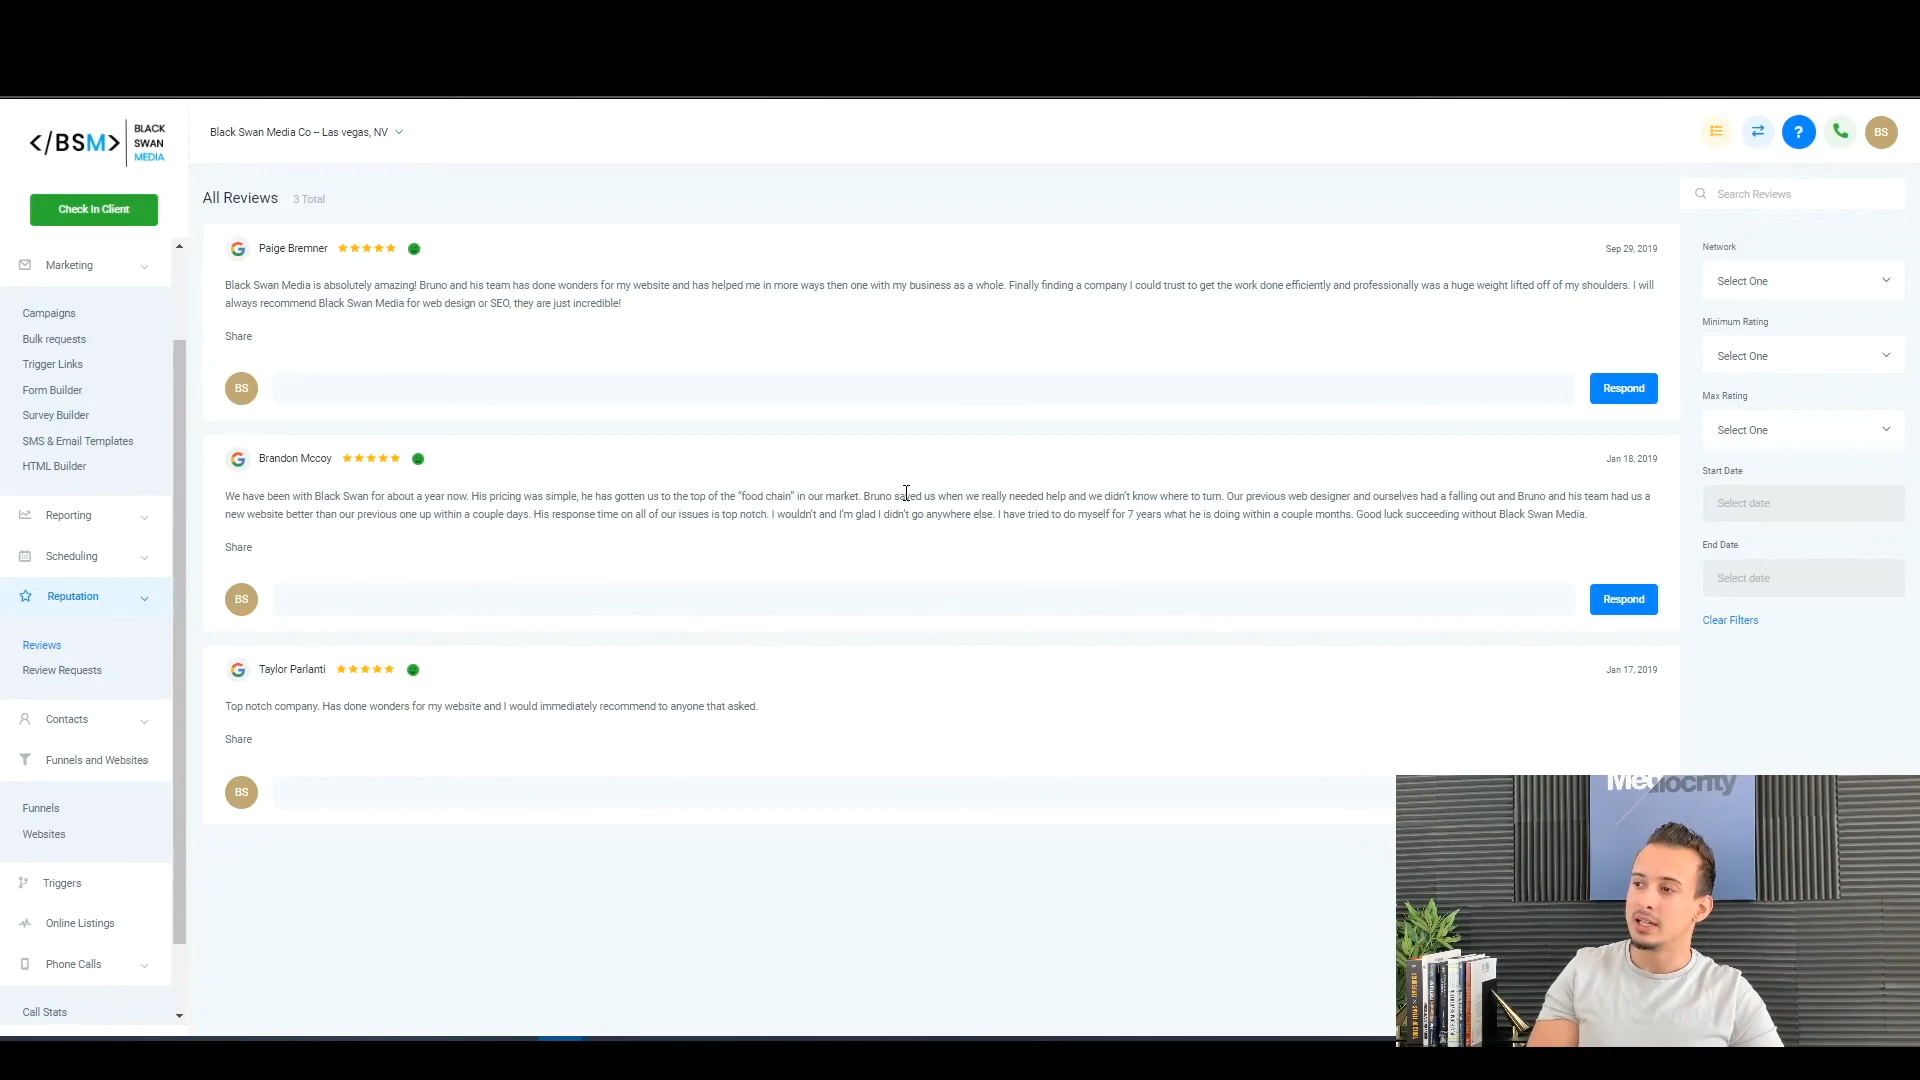 </BSM>
BLACK
SWAN
MEDIA
Black Swan Media Co -- Las vegas, NV
?
BS
Check In Client
Marketing
Campaigns
Bulk requests
Trigger Links
Form Builder
Survey Builder
SMS & Email Templates
HTML Builder
Reporting
Scheduling
Reputation
Reviews
Review Requests
Contacts
Funnels and Websites
Funnels
Websites
Triggers
Online Listings
Phone Calls
Call Stats
All Reviews 3 Total
Paige Bremner
Sep 29, 2019
Black Swan Media is absolutely amazing! Bruno and his team has done wonders for my website and has helped me in more ways then one with my business as a whole. Finally finding a company I could trust to get the work done efficiently and professionally was a huge weight lifted off of my shoulders. I will
always recommend Black Swan Media for web design or SEO, they are just incredible!
Share
BS
Respond
Brandon Mccoy
Jan 18, 2019
We have been with Black Swan for about a year now. His pricing was simple, he has gotten us to the top of the “food chain” in our market. Bruno saved us when we really needed help and we didn’t know where to turn. Our previous web designer and ourselves had a falling out and Bruno and his team had us a
new website better than our previous one up within a couple days. His response time on all of our issues is top notch. I wouldn’t and I’m glad I didn’t go anywhere else. I have tried to do myself for 7 years what he is doing within a couple months. Good luck succeeding without Black Swan Media.
Share
BS
Respond
Taylor Parlanti
Jan 17, 2019
Top notch company. Has done wonders for my website and I would immediately recommend to anyone that asked.
Share
BS
Search Reviews
Network
Select One
Minimum Rating
Select One
Max Rating
Select One
Start Date
Select date
End Date
Select date
Clear Filters
Mediocrity